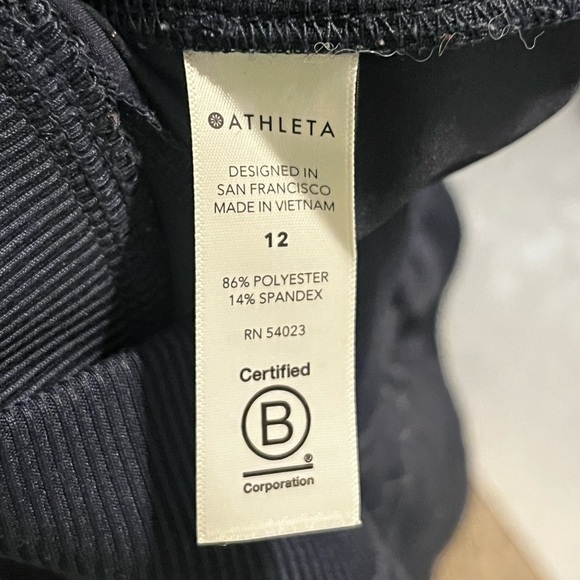 ATHLETA
DESIGNED IN
SAN FRANCISCO
MADE IN VIETNAM
12
86% POLYESTER
14% SPANDEX
RN 54023
Certified
B
®
Corporation